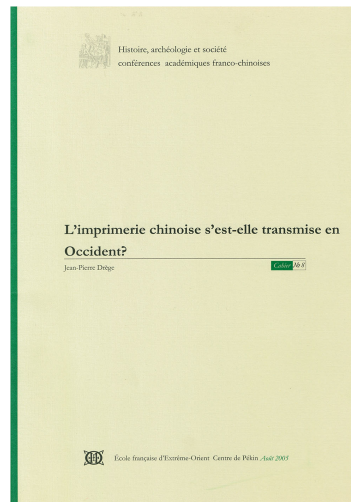 Histoire, archéologie et société
conférences académiques franco-chinoises
L'imprimerie chinoise s'est-elle transmise en
Occident?
Jean-Pierre Drège
Cahier № 8
École française d'Extrême-Orient Centre de Pékin Août 2005